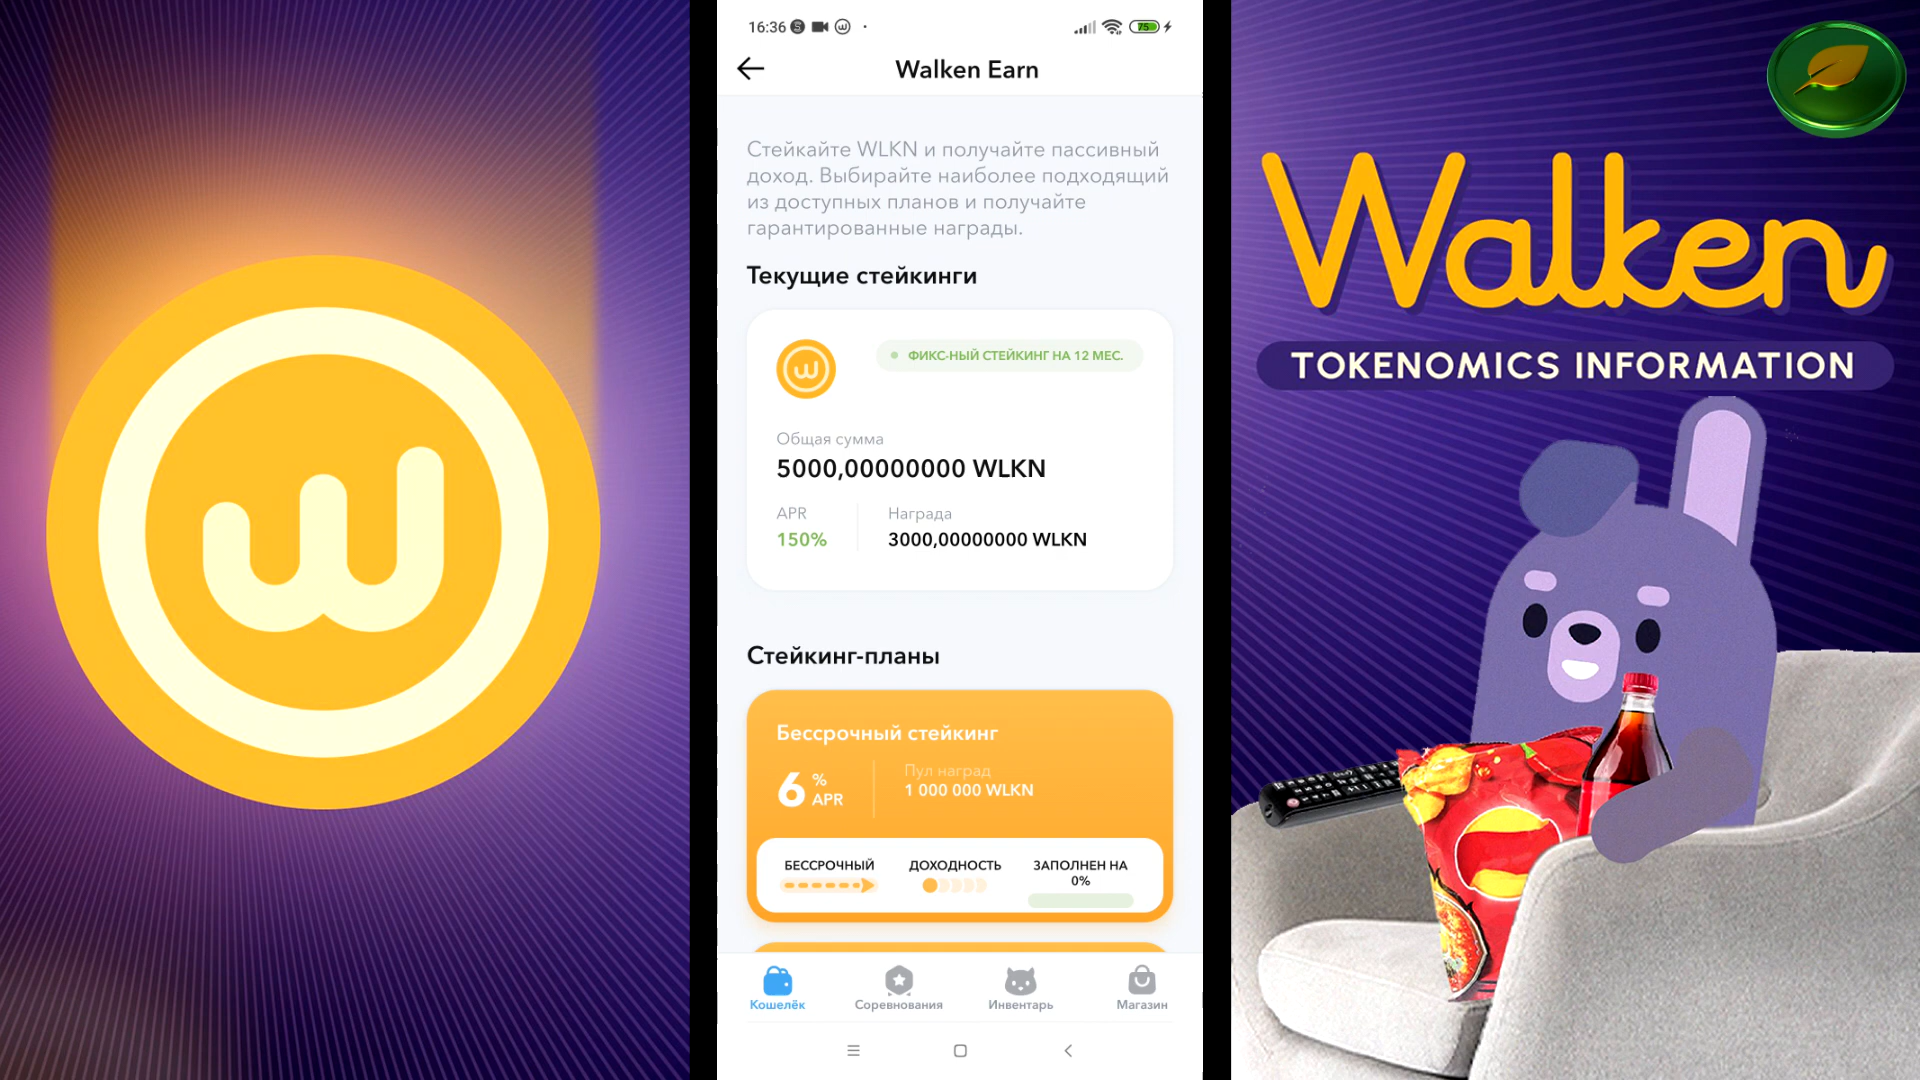 16:36
75
Walken Earn
Стейкайте WLKN и получайте пассивный
доход. Выбирайте наиболее подходящий
из доступных планов и получайте
гарантированные награды.
Текущие стейкинги
ФИКС-НЫЙ СТЕЙКИНГ НА 12 МЕС.
Общая сумма
5000,00000000 WLKN
APR
150%
Награда
3000,00000000 WLKN
Стейкинг-планы
Бессрочный стейкинг
6 % APR
Пул наград
1 000 000 WLKN
БЕССРОЧНЫЙ
ДОХОДНОСТЬ
ЗАПОЛНЕН НА
0%
Кошелёк
Соревнования
Инвентарь
Магазин
Walken
TOKENOMICS INFORMATION